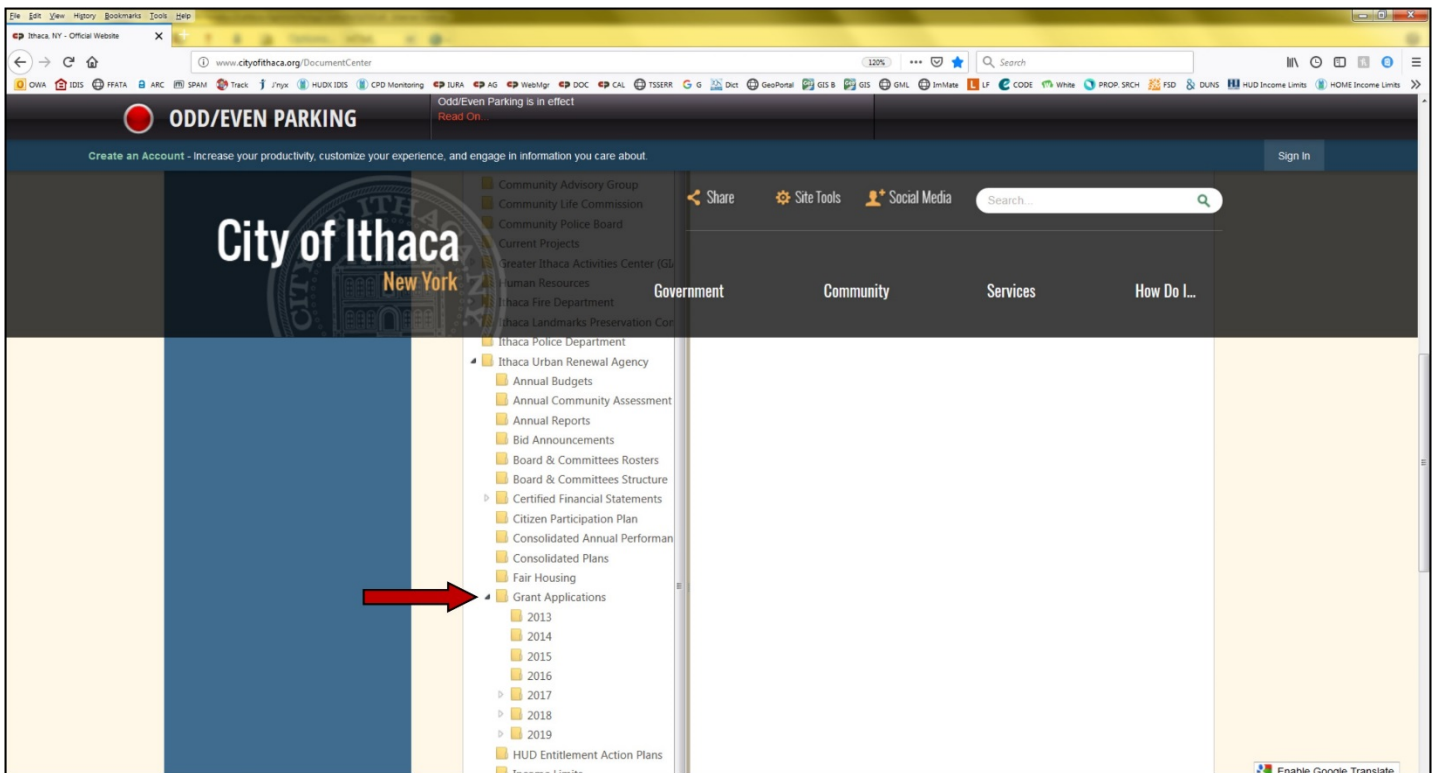 File Edit View History Bookmarks Tools Help
Ithaca, NY - Official Website
www.cityofithaca.org/DocumentCenter
120%
Search
OWA IDIS FFATA ARC SPAM Track J'nyx HUDX IDIS CPD Monitoring IURA AG WebMgr DOC CAL TSSERR G Dict GeoPortal GIS B GIS GML ImMate LF CODE White PROP. SRCH FSD DUNS HUD Income Limits HOME Income Limits
ODD/EVEN PARKING
Odd/Even Parking is in effect
Read On...
Create an Account - Increase your productivity, customize your experience, and engage in information you care about.
Sign In
City of Ithaca
New York
Share
Site Tools
Social Media
Search...
Government
Community
Services
How Do I...
Community Advisory Group
Community Life Commission
Community Police Board
Current Projects
Greater Ithaca Activities Center (GI
Human Resources
Ithaca Fire Department
Ithaca Landmarks Preservation Con
Ithaca Police Department
Ithaca Urban Renewal Agency
Annual Budgets
Annual Community Assessment
Annual Reports
Bid Announcements
Board & Committees Rosters
Board & Committees Structure
Certified Financial Statements
Citizen Participation Plan
Consolidated Annual Performan
Consolidated Plans
Fair Housing
Grant Applications
2013
2014
2015
2016
2017
2018
2019
HUD Entitlement Action Plans
Income Limits
Enable Google Translate